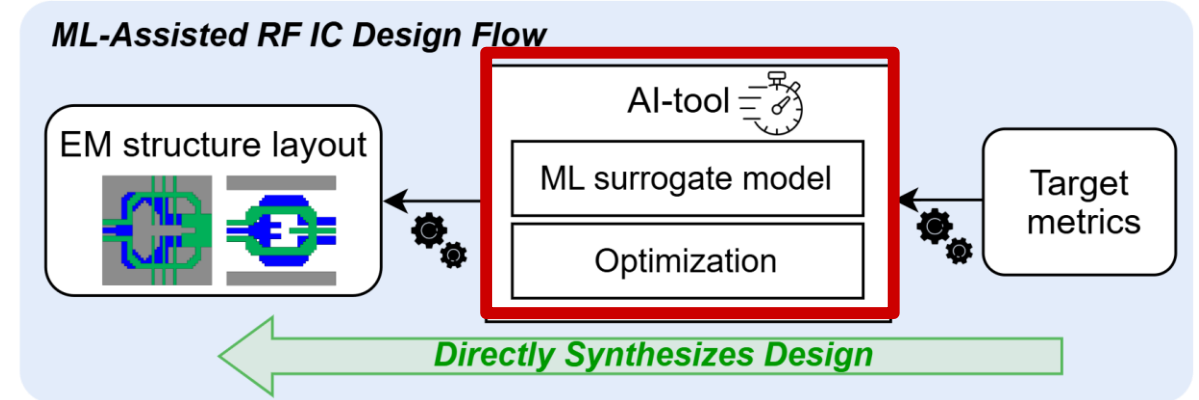 ML-Assisted RF IC Design Flow
EM structure layout
AI-tool
ML surrogate model
Optimization
Target
metrics
Directly Synthesizes Design